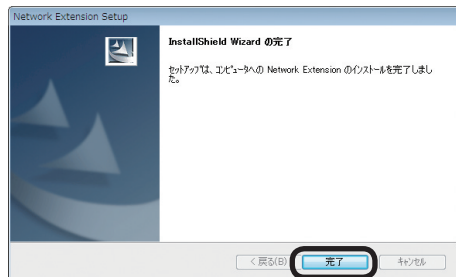 Network Extension Setup
InstallShield Wizard の完了
セットアップは、コンピュータへの Network Extension のインストールを完了しまし
た。
< 戻る(B)
完了
キャンセル